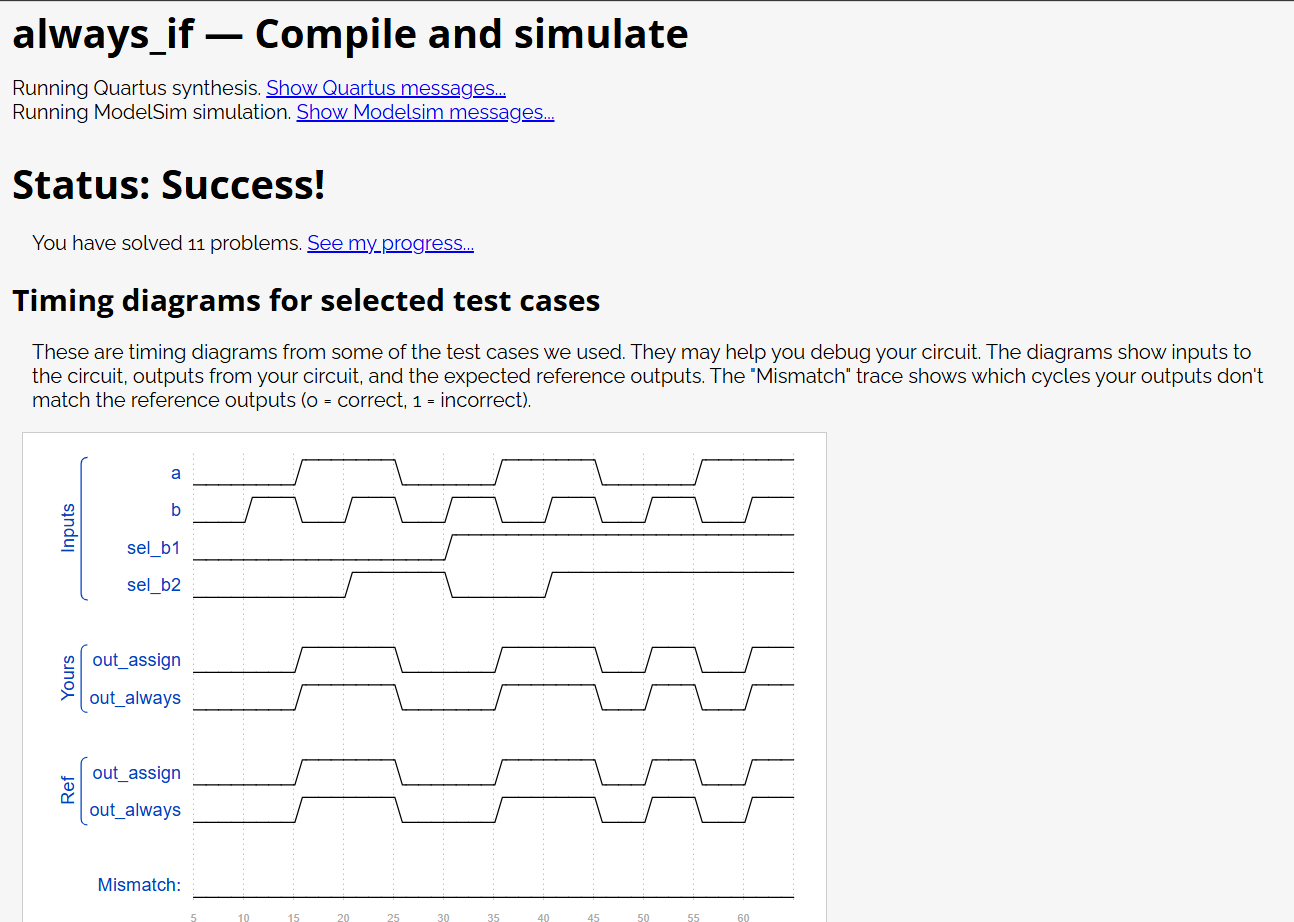 always_if — Compile and simulate
Running Quartus synthesis. Show Quartus messages...
Running ModelSim simulation. Show Modelsim messages...
Status: Success!
You have solved 11 problems. See my progress...
Timing diagrams for selected test cases
These are timing diagrams from some of the test cases we used. They may help you debug your circuit. The diagrams show inputs to
the circuit, outputs from your circuit, and the expected reference outputs. The "Mismatch" trace shows which cycles your outputs don't
match the reference outputs (0 = correct, 1 = incorrect).
Inputs
a
b
sel_b1
sel_b2
Yours
out_assign
out_always
Ref
out_assign
out_always
Mismatch:
5 10 15 20 25 30 35 40 45 50 55 60